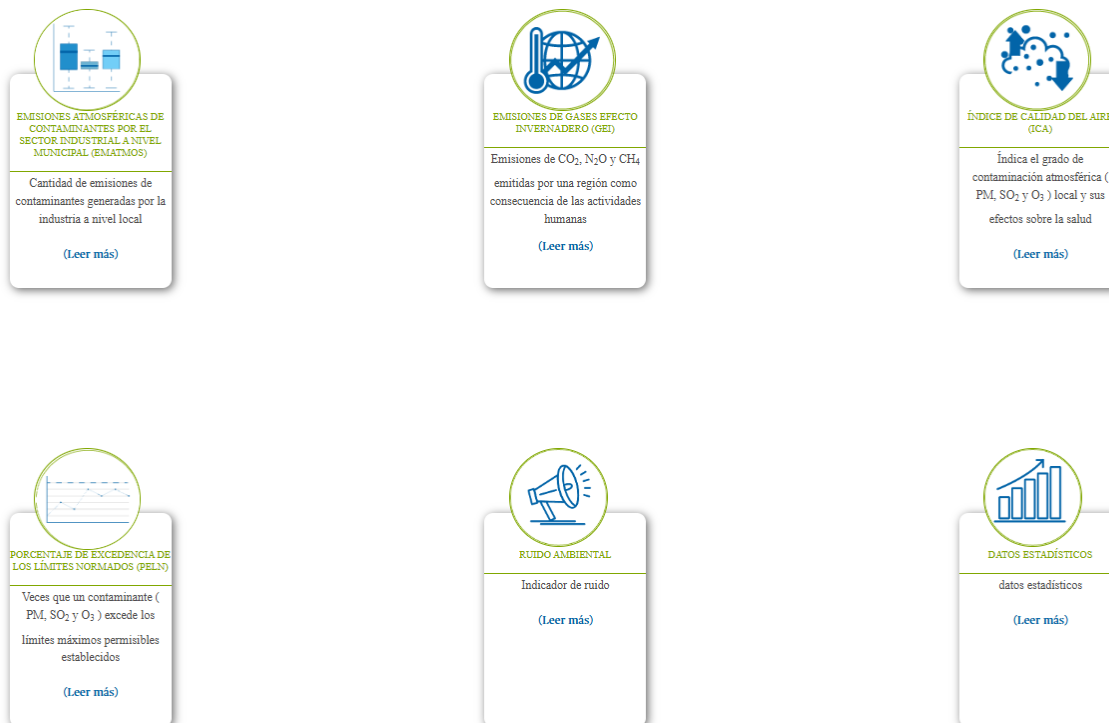 EMISIONES ATMOSFÉRICAS DE
CONTAMINANTES POR EL
SECTOR INDUSTRIAL A NIVEL
MUNICIPAL (EMATMOS)
Cantidad de emisiones de
contaminantes generadas por la
industria a nivel local
(Leer más)
EMISIONES DE GASES EFECTO
INVERNADERO (GEI)
Emisiones de CO₂, N₂O y CH₄
emitidas por una región como
consecuencia de las actividades
humanas
(Leer más)
ÍNDICE DE CALIDAD DEL AIRE
(ICA)
Índica el grado de
contaminación atmosférica (
PM, SO₂ y O₃ ) local y sus
efectos sobre la salud
(Leer más)
PORCENTAJE DE EXCEDENCIA DE
LOS LÍMITES NORMADOS (PELN)
Veces que un contaminante (
PM, SO₂ y O₃ ) excede los
límites máximos permisibles
establecidos
(Leer más)
RUIDO AMBIENTAL
Indicador de ruido
(Leer más)
DATOS ESTADÍSTICOS
datos estadísticos
(Leer más)